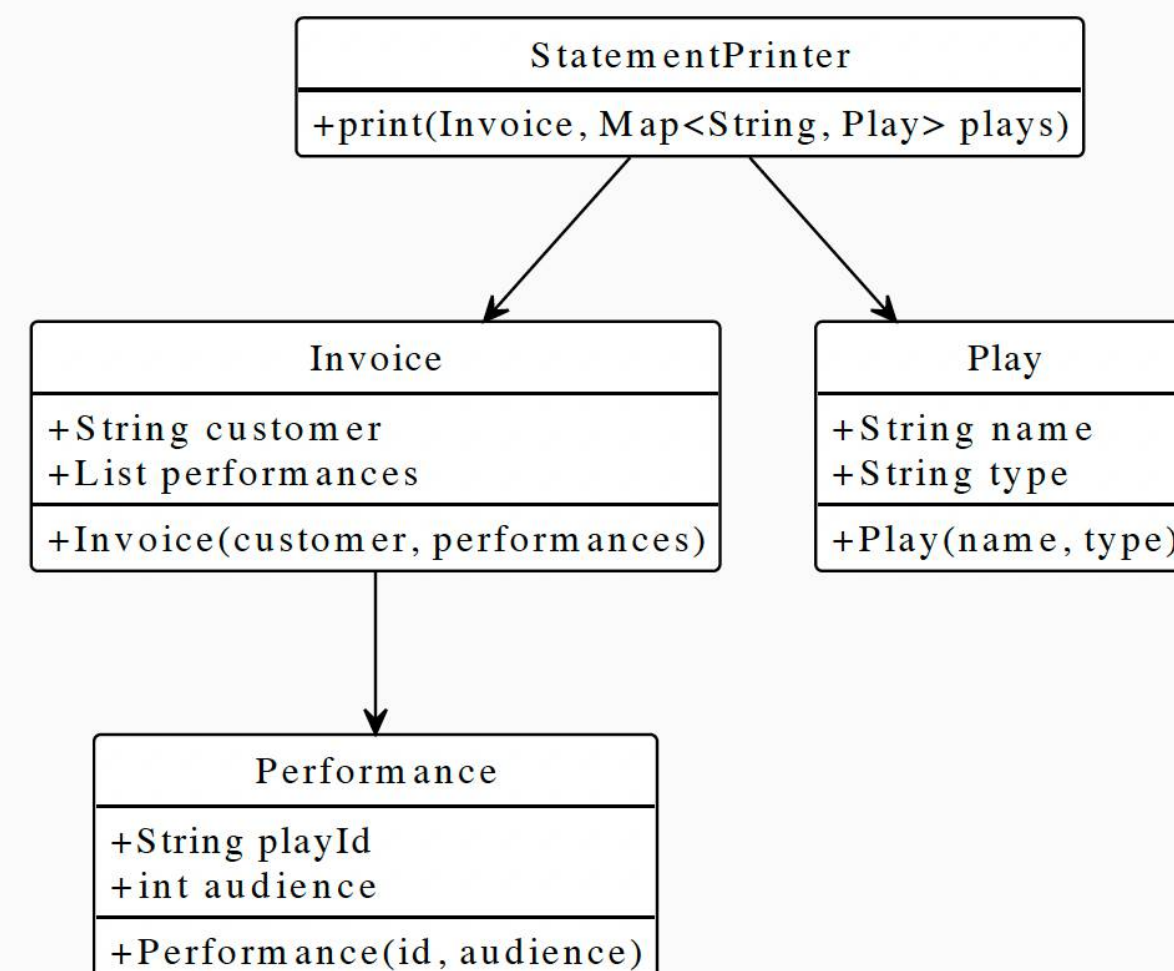 StatementPrinter
+print(Invoice, Map<String, Play> plays)
Invoice
+String customer
+List performances
+Invoice(customer, performances)
Play
+String name
+String type
+Play(name, type)
Performance
+String playId
+int audience
+Performance(id, audience)